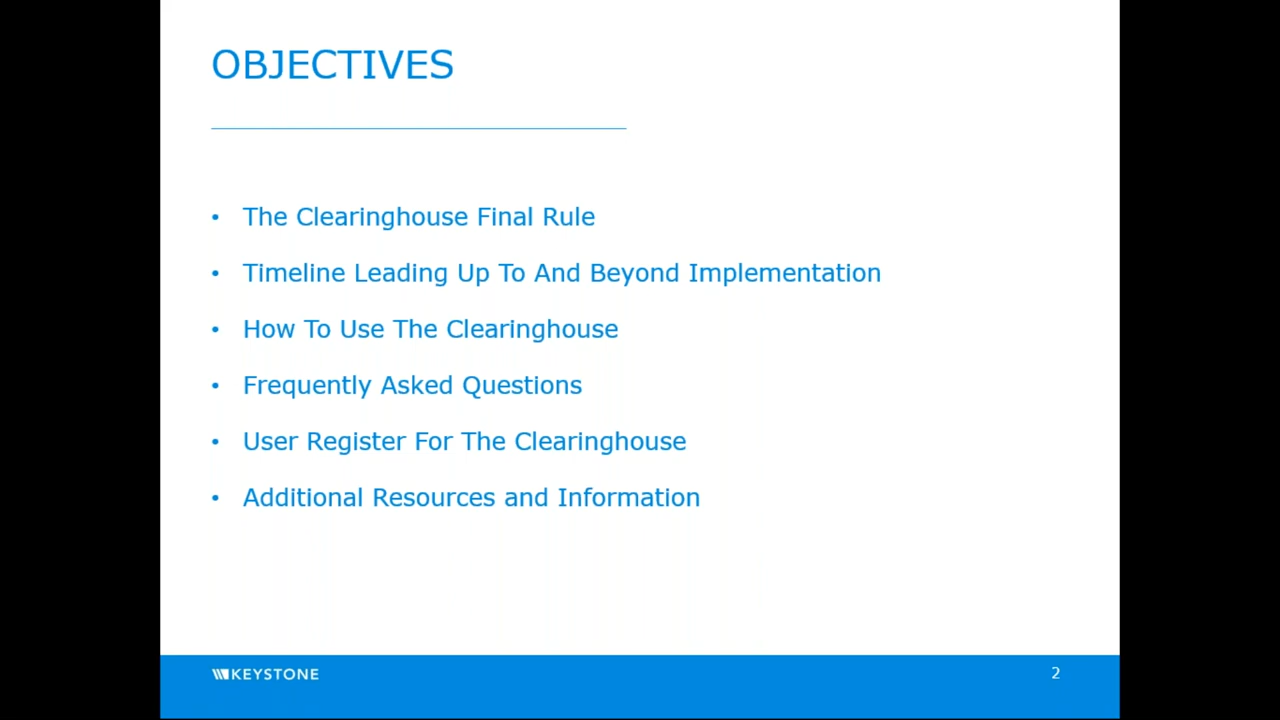 OBJECTIVES
• The Clearinghouse Final Rule
• Timeline Leading Up To And Beyond Implementation
• How To Use The Clearinghouse
• Frequently Asked Questions
• User Register For The Clearinghouse
• Additional Resources and Information
KEYSTONE
2